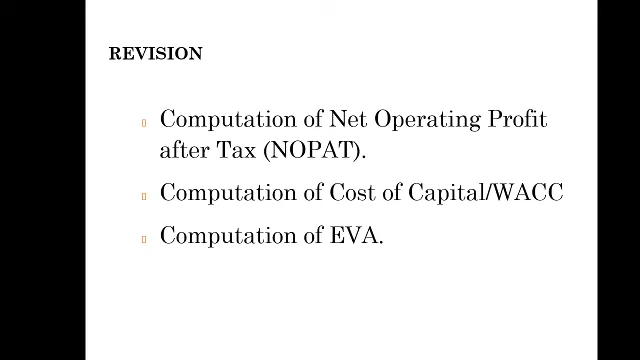 REVISION
Computation of Net Operating Profit
after Tax (NOPAT).
Computation of Cost of Capital/WACC
Computation of EVA.